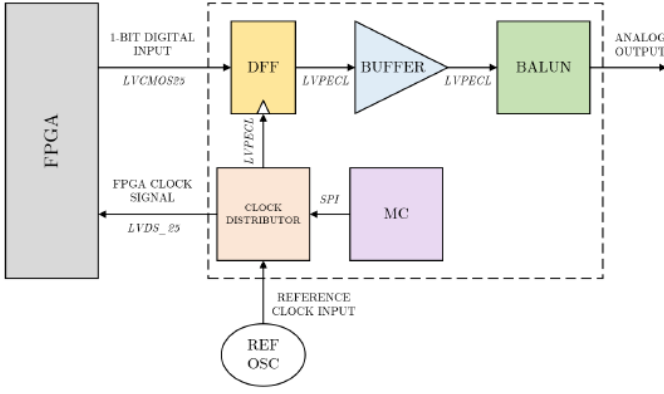 1-BIT DIGITAL
INPUT
LVCMOS25
DFF
LVPECL
BUFFER
LVPECL
BALUN
ANALOG
OUTPUT
FPGA
LVPECL
FPGA CLOCK
SIGNAL
LVDS_25
CLOCK
DISTRIBUTOR
SPI
MC
REFERENCE
CLOCK INPUT
REF
OSC